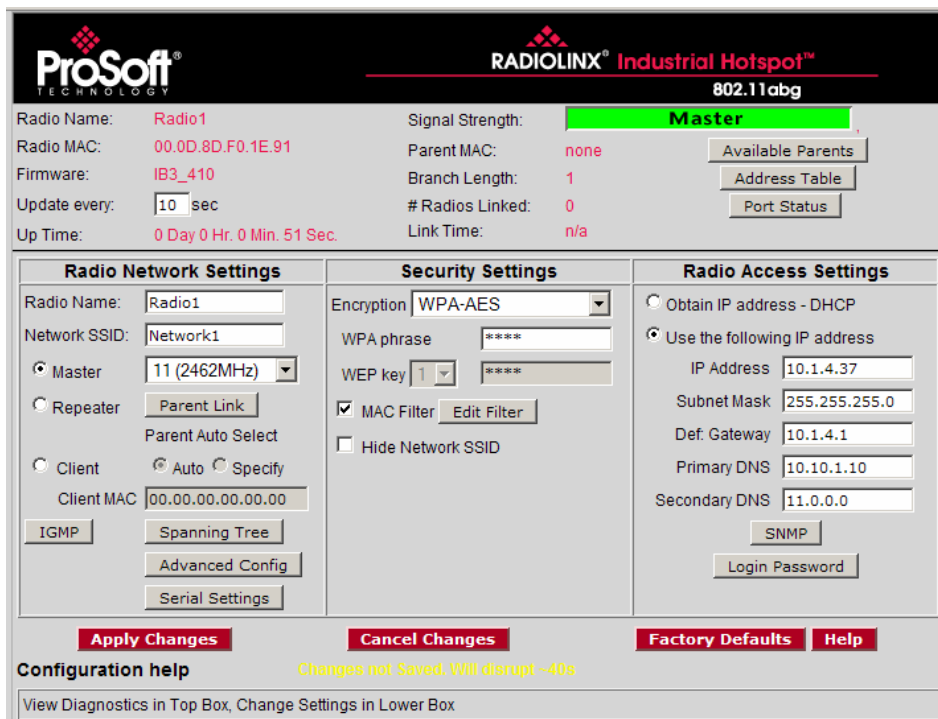 ProSoft®
TECHNOLOGY
RADIOLINX® Industrial Hotspot™
802.11abg
Radio Name: Radio1
Radio MAC: 00.0D.8D.F0.1E.91
Firmware: IB3_410
Update every: 10 sec
Up Time: 0 Day 0 Hr. 0 Min. 51 Sec.
Signal Strength: Master ,
Parent MAC: none Available Parents
Branch Length: 1 Address Table
# Radios Linked: 0 Port Status
Link Time: n/a
Radio Network Settings
Radio Name: Radio1
Network SSID: Network1
Master 11 (2462MHz)
Repeater Parent Link
Parent Auto Select
Client Auto Specify
Client MAC 00.00.00.00.00.00
IGMP Spanning Tree
Advanced Config
Serial Settings
Security Settings
Encryption WPA-AES
WPA phrase ****
WEP key 1 ****
MAC Filter Edit Filter
Hide Network SSID
Radio Access Settings
Obtain IP address - DHCP
Use the following IP address
IP Address 10.1.4.37
Subnet Mask 255.255.255.0
Def: Gateway 10.1.4.1
Primary DNS 10.10.1.10
Secondary DNS 11.0.0.0
SNMP
Login Password
Apply Changes Cancel Changes Factory Defaults Help
Configuration help Changes not Saved. Will disrupt ~40s
View Diagnostics in Top Box, Change Settings in Lower Box